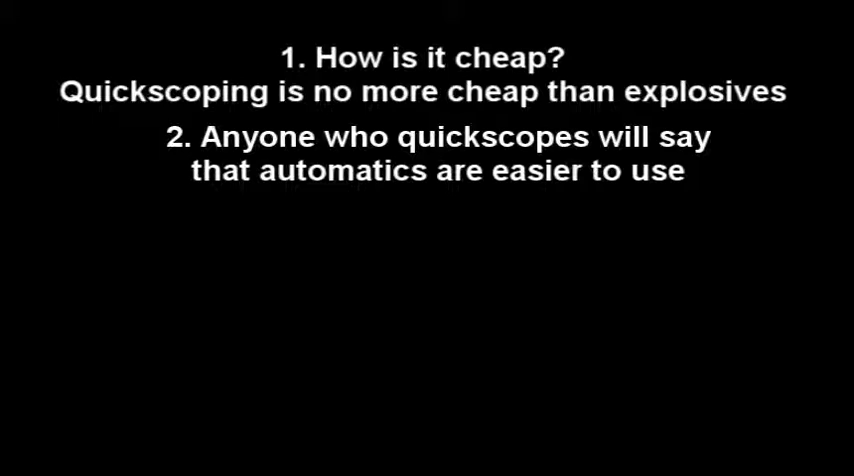 1. How is it cheap?
Quickscoping is no more cheap than explosives
2. Anyone who quickscopes will say
that automatics are easier to use